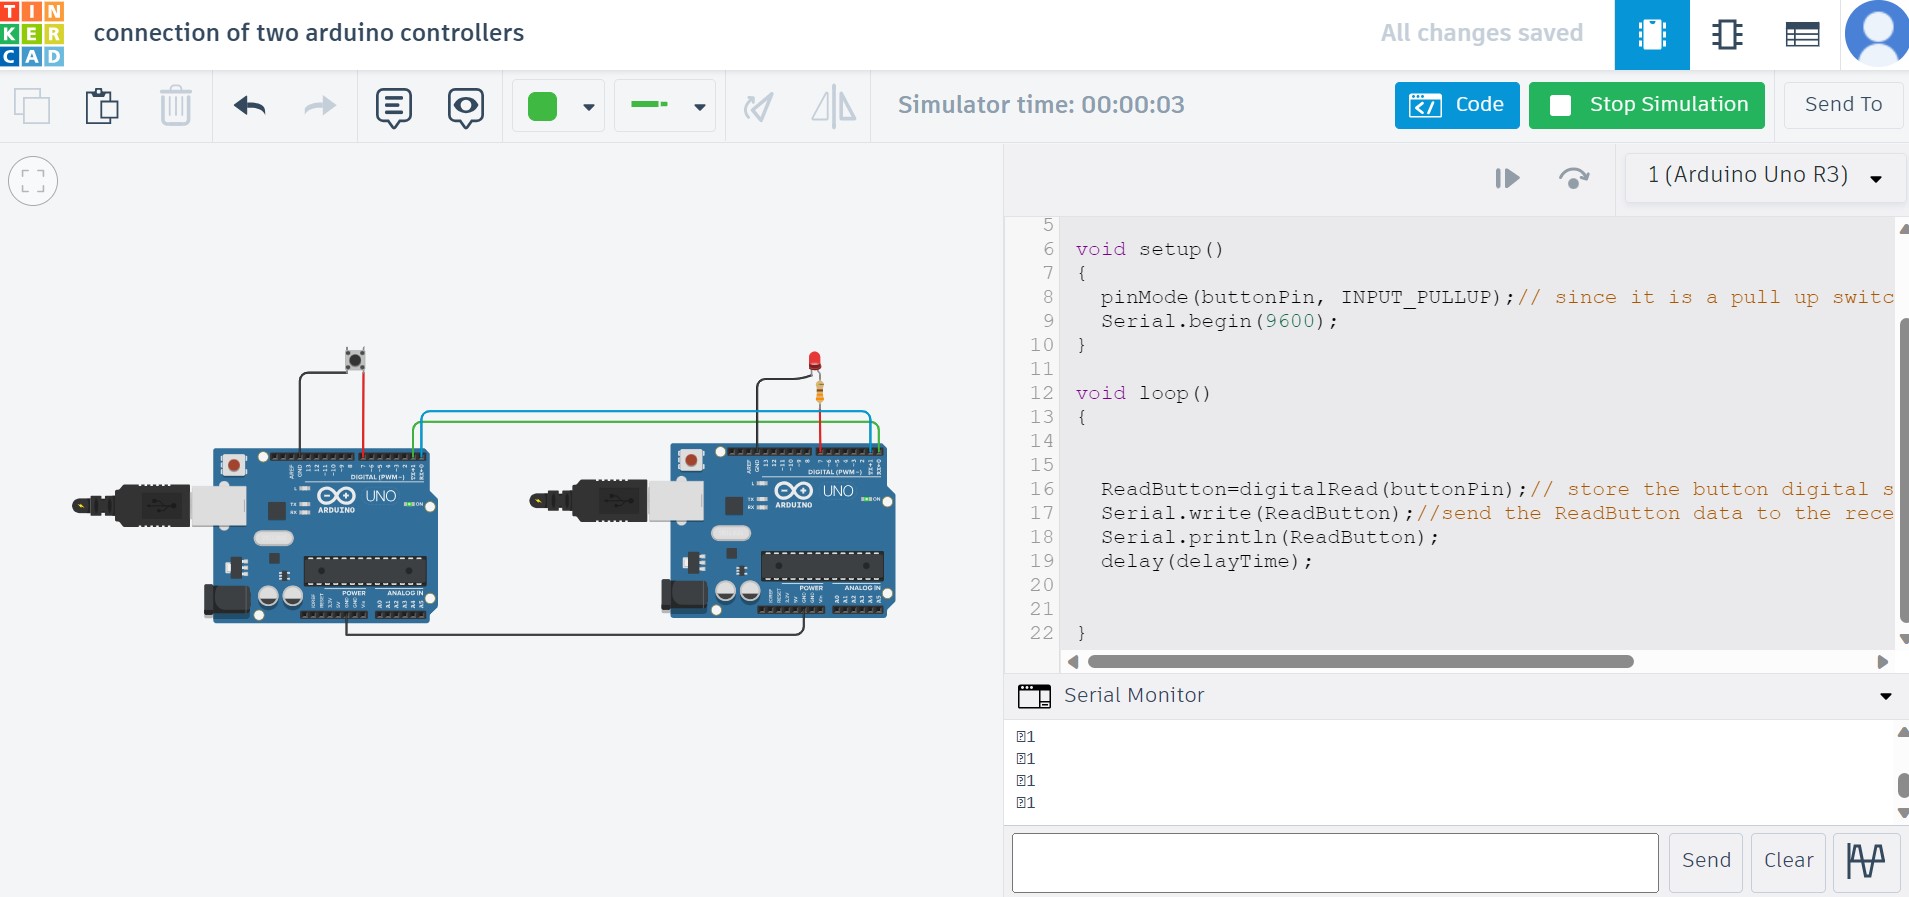 TIN
KER
CAD
connection of two arduino controllers
All changes saved
Simulator time: 00:00:03
Code
Stop Simulation
Send To
1 (Arduino Uno R3)
5
6 void setup()
7 {
8 pinMode(buttonPin, INPUT_PULLUP);// since it is a pull up switc
9 Serial.begin(9600);
10 }
11
12 void loop()
13 {
14
15
16 ReadButton=digitalRead(buttonPin);// store the button digital s
17 Serial.write(ReadButton);//send the ReadButton data to the rece
18 Serial.println(ReadButton);
19 delay(delayTime);
20
21
22 }
DIGITAL (PWM~)
UNO
ARDUINO
ON
POWER
ANALOG IN
DIGITAL (PWM~)
UNO
ARDUINO
ON
POWER
ANALOG IN
Serial Monitor
1
1
1
1
Send
Clear